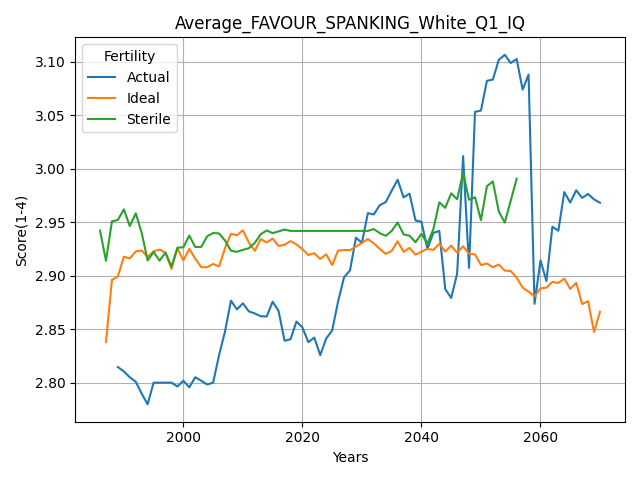 Average_FAVOUR_SPANKING_White_Q1_IQ
Fertility
Actual
Ideal
Sterile
Score(1-4)
3.10
3.05
3.00
2.95
2.90
2.85
2.80
2000
2020
2040
2060
Years